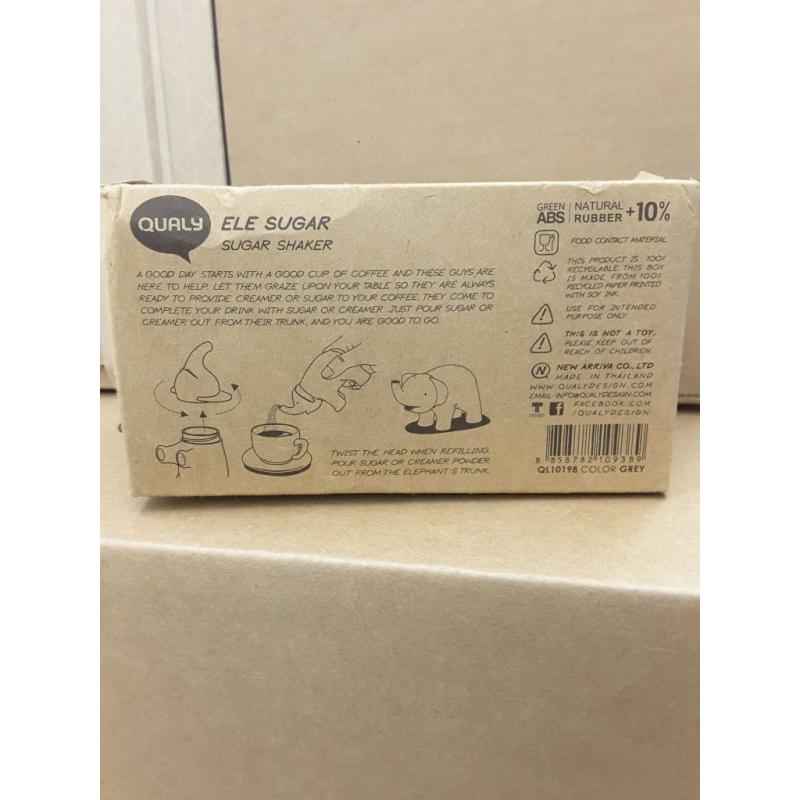 QUALY
ELE SUGAR
SUGAR SHAKER
A GOOD DAY STARTS WITH A GOOD CUP OF COFFEE AND THESE GUYS ARE
HERE TO HELP. LET THEM GRAZE UPON YOUR TABLE SO THEY ARE ALWAYS
READY TO PROVIDE CREAMER OR SUGAR TO YOUR COFFEE. THEY COME TO
COMPLETE YOUR DRINK WITH SUGAR OR CREAMER. JUST POUR SUGAR OR
CREAMER OUT FROM THEIR TRUNK, AND YOU ARE GOOD TO GO.
TWIST THE HEAD WHEN REFILLING.
POUR SUGAR OR CREAMER POWDER
OUT FROM THE ELEPHANT'S TRUNK.
GREEN ABS | NATURAL RUBBER +10%
FOOD CONTACT MATERIAL
THIS PRODUCT IS 100%
RECYCLABLE. THIS BOX
IS MADE FROM 100%
RECYCLED PAPER PRINTED
WITH SOY INK.
USE FOR INTENDED
PURPOSE ONLY.
THIS IS NOT A TOY.
PLEASE KEEP OUT OF
REACH OF CHILDREN.
NEW ARRIVA CO., LTD
MADE IN THAILAND
WWW.QUALYDESIGN.COM
EMAIL: INFO@QUALYDESIGN.COM
FACEBOOK.COM
/QUALYDESIGN
8 858782 109389
QL10198 COLOR GREY